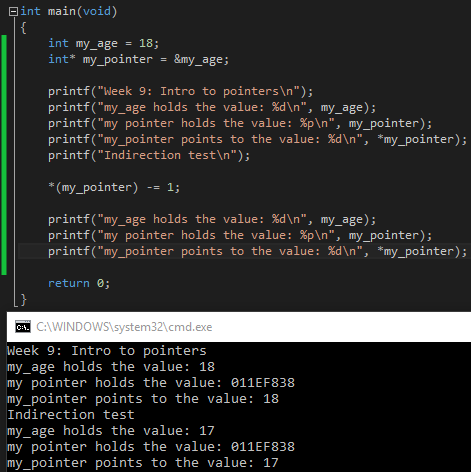 int main(void)
{
int my_age = 18;
int* my_pointer = &my_age;
printf("Week 9: Intro to pointers\n");
printf("my_age holds the value: %d\n", my_age);
printf("my pointer holds the value: %p\n", my_pointer);
printf("my_pointer points to the value: %d\n", *my_pointer);
printf("Indirection test\n");
*(my_pointer) -= 1;
printf("my_age holds the value: %d\n", my_age);
printf("my pointer holds the value: %p\n", my_pointer);
printf("my_pointer points to the value: %d\n", *my_pointer);
return 0;
}
C:\WINDOWS\system32\cmd.exe
Week 9: Intro to pointers
my_age holds the value: 18
my pointer holds the value: 011EF838
my_pointer points to the value: 18
Indirection test
my_age holds the value: 17
my pointer holds the value: 011EF838
my_pointer points to the value: 17